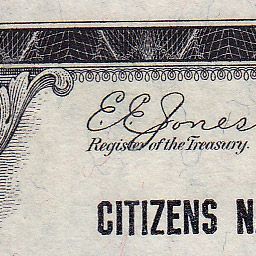 E.E. Jones
Register of the Treasury.
CITIZENS N